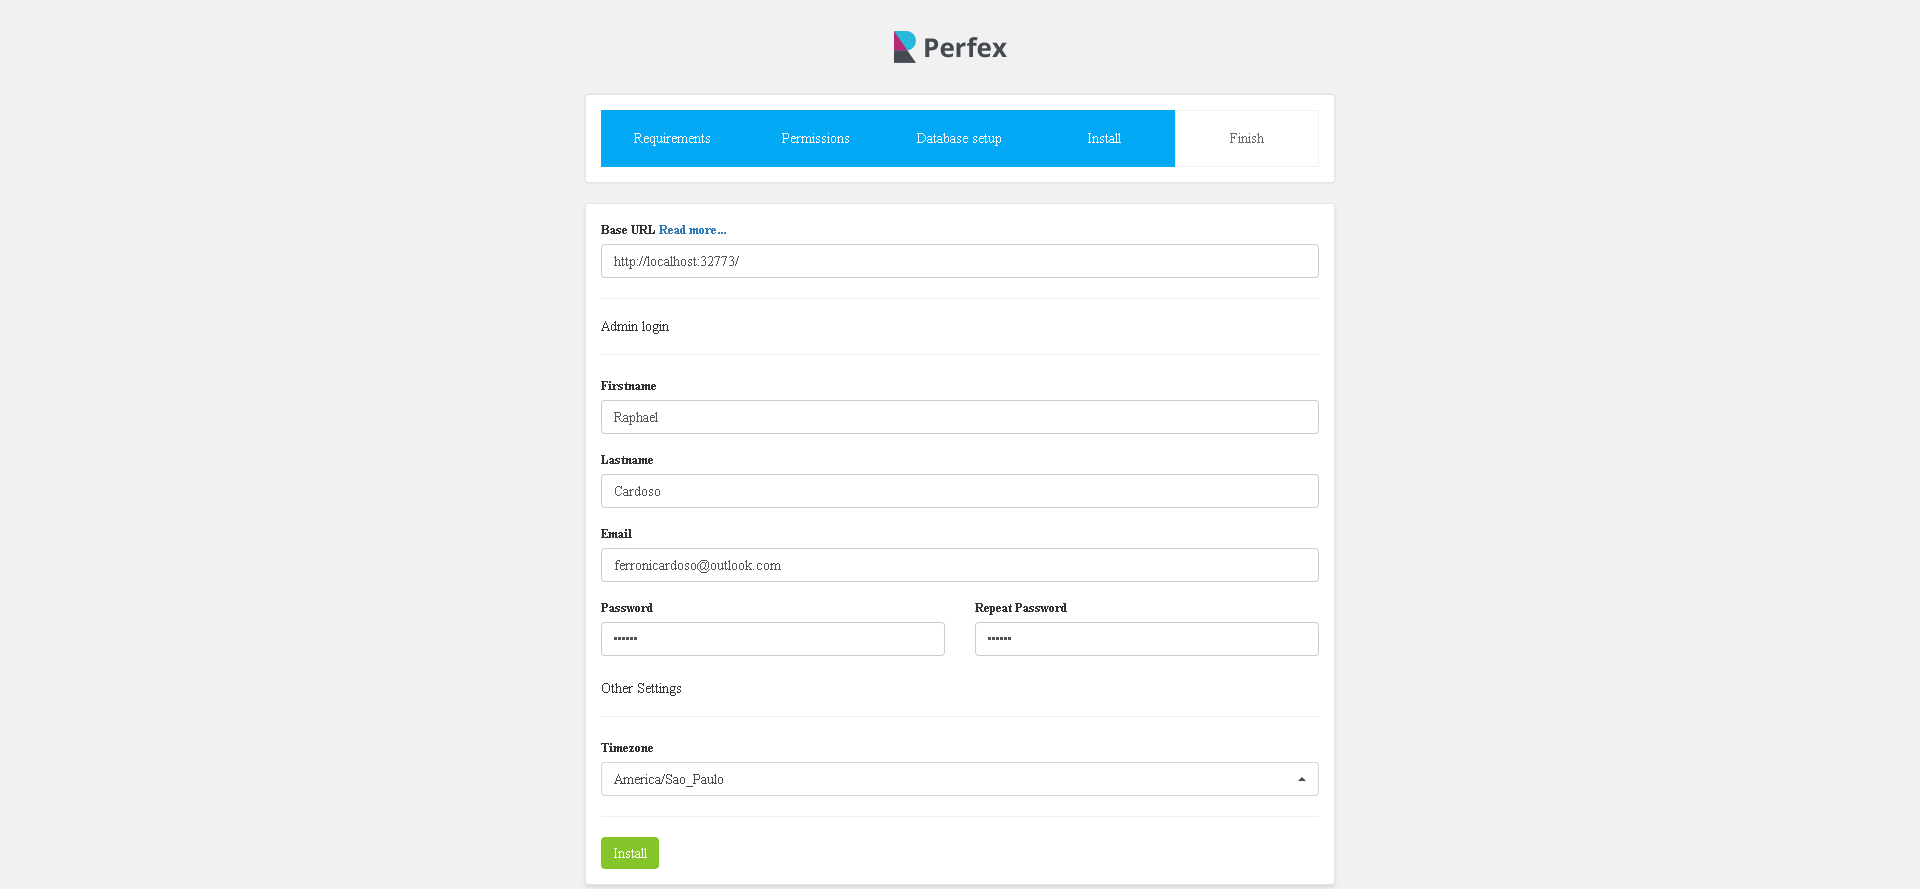 Perfex
Requirements Permissions Database setup Install Finish
Base URL Read more...
http://localhost:32773/
Admin login
Firstname
Raphael
Lastname
Cardoso
Email
ferronicardoso@outlook.com
Password Repeat Password
•••••• ••••••
Other Settings
Timezone
America/Sao_Paulo
Install